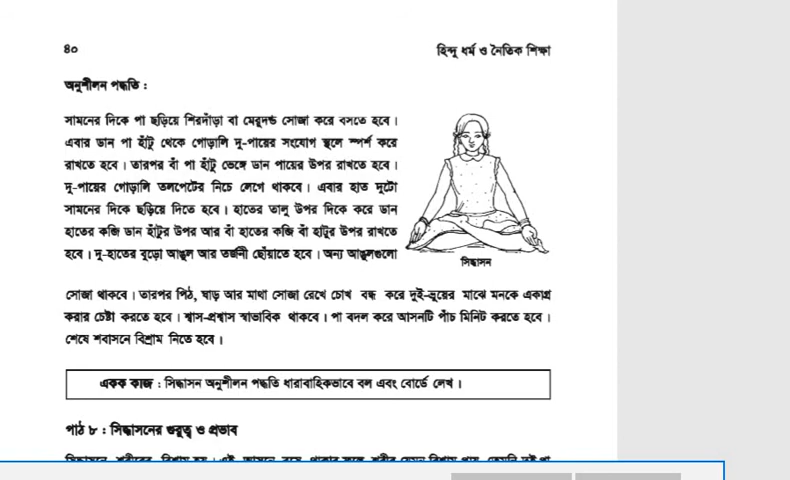 ৪০
হিন্দু ধর্ম ও নৈতিক শিক্ষা
অনুশীলন পদ্ধতি :
সামনের দিকে পা ছড়িয়ে শিরদাঁড়া বা মেরুদন্ড সোজা করে বসতে হবে।
এবার ডান পা হাঁটু থেকে গোড়ালি দু-পায়ের সংযোগ স্থলে স্পর্শ করে
রাখতে হবে। তারপর বাঁ পা হাঁটু ভেঙ্গে ডান পায়ের উপর রাখতে হবে।
দু-পায়ের গোড়ালি তলপেটের নিচে লেগে থাকবে। এবার হাত দুটো
সামনের দিকে ছড়িয়ে দিতে হবে। হাতের তালু উপর দিকে করে ডান
হাতের কব্জি ডান হাঁটুর উপর আর বাঁ হাতের কব্জি বাঁ হাটুর উপর রাখতে
হবে। দু-হাতের বুড়ো আঙুল আর তর্জনী ছোঁয়াতে হবে। অন্য আঙুলগুলো
সিদ্ধাসন
সোজা থাকবে। তারপর পিঠ, ঘাড় আর মাথা সোজা রেখে চোখ বন্ধ করে দুই-ভ্রূয়ের মাঝে মনকে একাগ্র
করার চেষ্টা করতে হবে। শ্বাস-প্রশ্বাস স্বাভাবিক থাকবে। পা বদল করে আসনটি পাঁচ মিনিট করতে হবে।
শেষে শবাসনে বিশ্রাম নিতে হবে।
একক কাজ : সিদ্ধাসন অনুশীলন পদ্ধতি ধারাবাহিকভাবে বল এবং বোর্ডে লেখ।
পাঠ ৮ : সিদ্ধাসনের গুরুত্ব ও প্রভাব